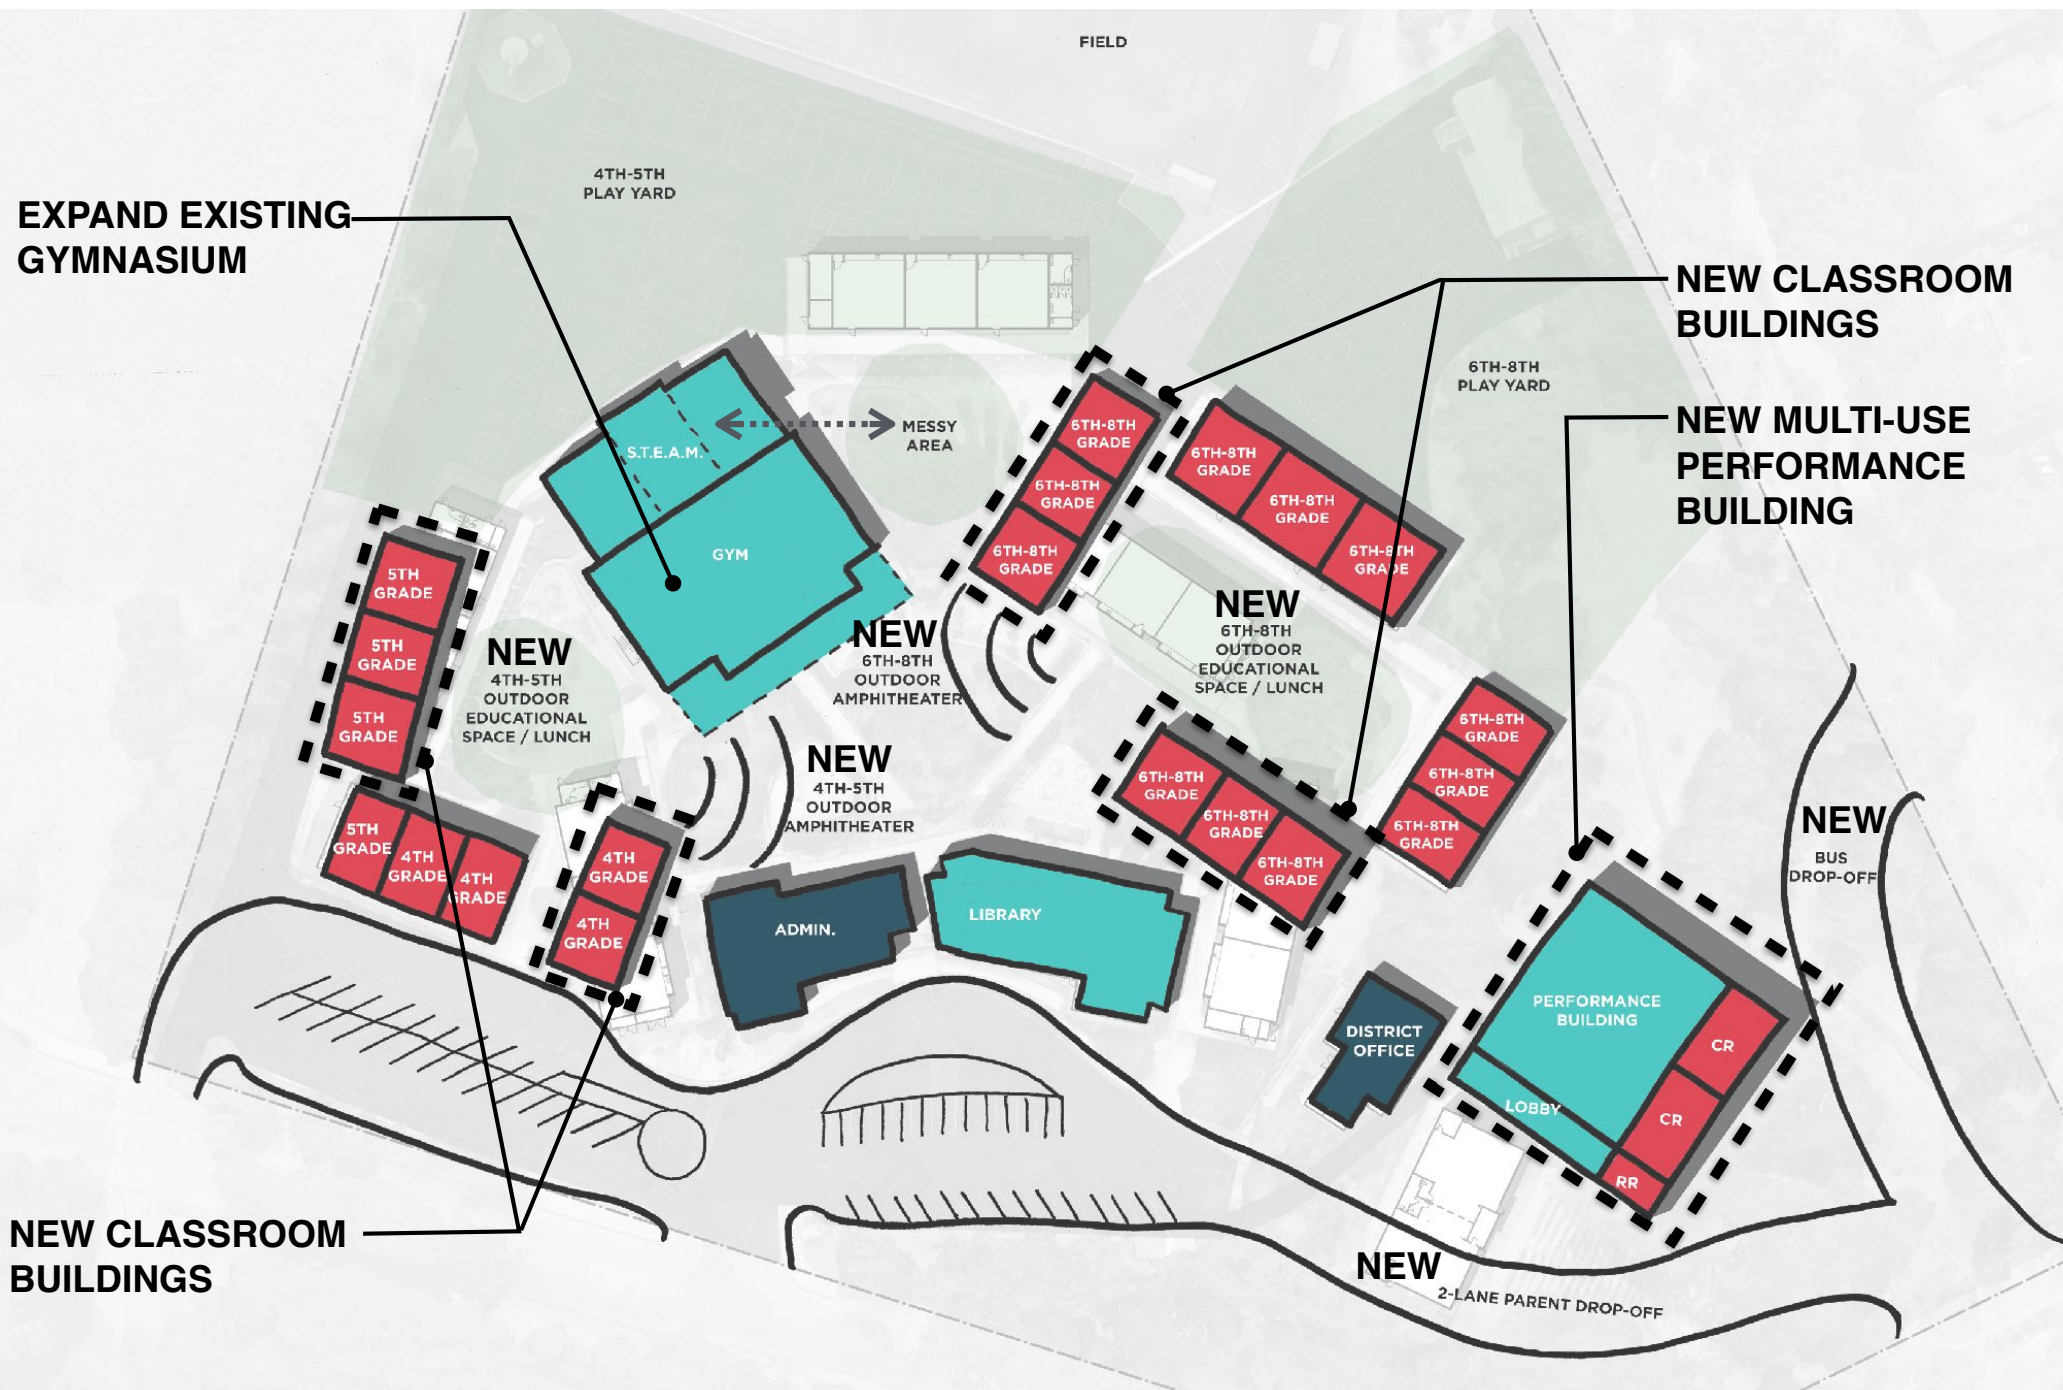 FIELD
4TH-5TH
PLAY YARD
EXPAND EXISTING
GYMNASIUM
NEW CLASSROOM
BUILDINGS
6TH-8TH
PLAY YARD
NEW MULTI-USE
PERFORMANCE
BUILDING
MESSY
AREA
S.T.E.A.M.
GYM
6TH-8TH
GRADE
6TH-8TH
GRADE
6TH-8TH
GRADE
6TH-8TH
GRADE
6TH-8TH
GRADE
6TH-8TH
GRADE
5TH
GRADE
5TH
GRADE
5TH
GRADE
NEW
4TH-5TH
OUTDOOR
EDUCATIONAL
SPACE / LUNCH
NEW
6TH-8TH
OUTDOOR
AMPHITHEATER
NEW
6TH-8TH
OUTDOOR
EDUCATIONAL
SPACE / LUNCH
NEW
4TH-5TH
OUTDOOR
AMPHITHEATER
6TH-8TH
GRADE
6TH-8TH
GRADE
6TH-8TH
GRADE
6TH-8TH
GRADE
6TH-8TH
GRADE
6TH-8TH
GRADE
NEW
BUS
DROP-OFF
5TH
GRADE
4TH
GRADE
4TH
GRADE
4TH
GRADE
4TH
GRADE
ADMIN.
LIBRARY
DISTRICT
OFFICE
PERFORMANCE
BUILDING
CR
CR
LOBBY
RR
NEW CLASSROOM
BUILDINGS
NEW
2-LANE PARENT DROP-OFF